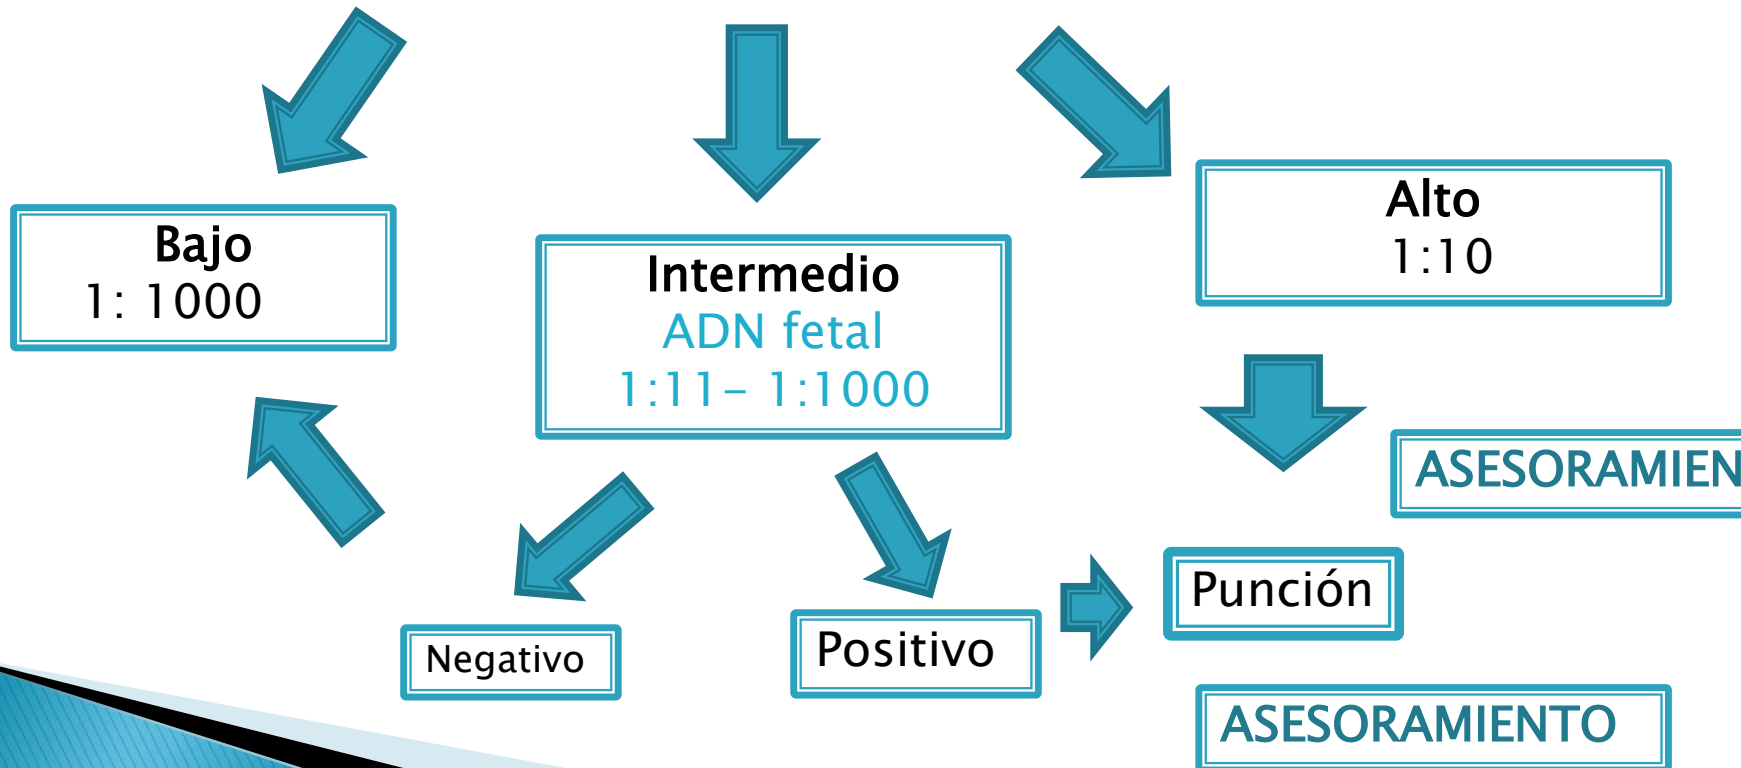 Bajo
1: 1000
Intermedio
ADN fetal
1:11- 1:1000
Alto
1:10
ASESORAMIEN
Negativo
Positivo
Punción
ASESORAMIENTO